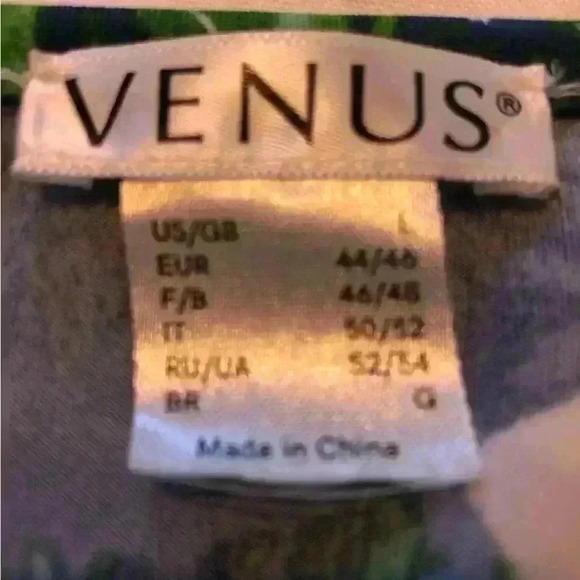 VENUS®
US/GB L
EUR 44/46
F/B 46/48
IT 50/52
RU/UA 52/54
BR G
Made in China